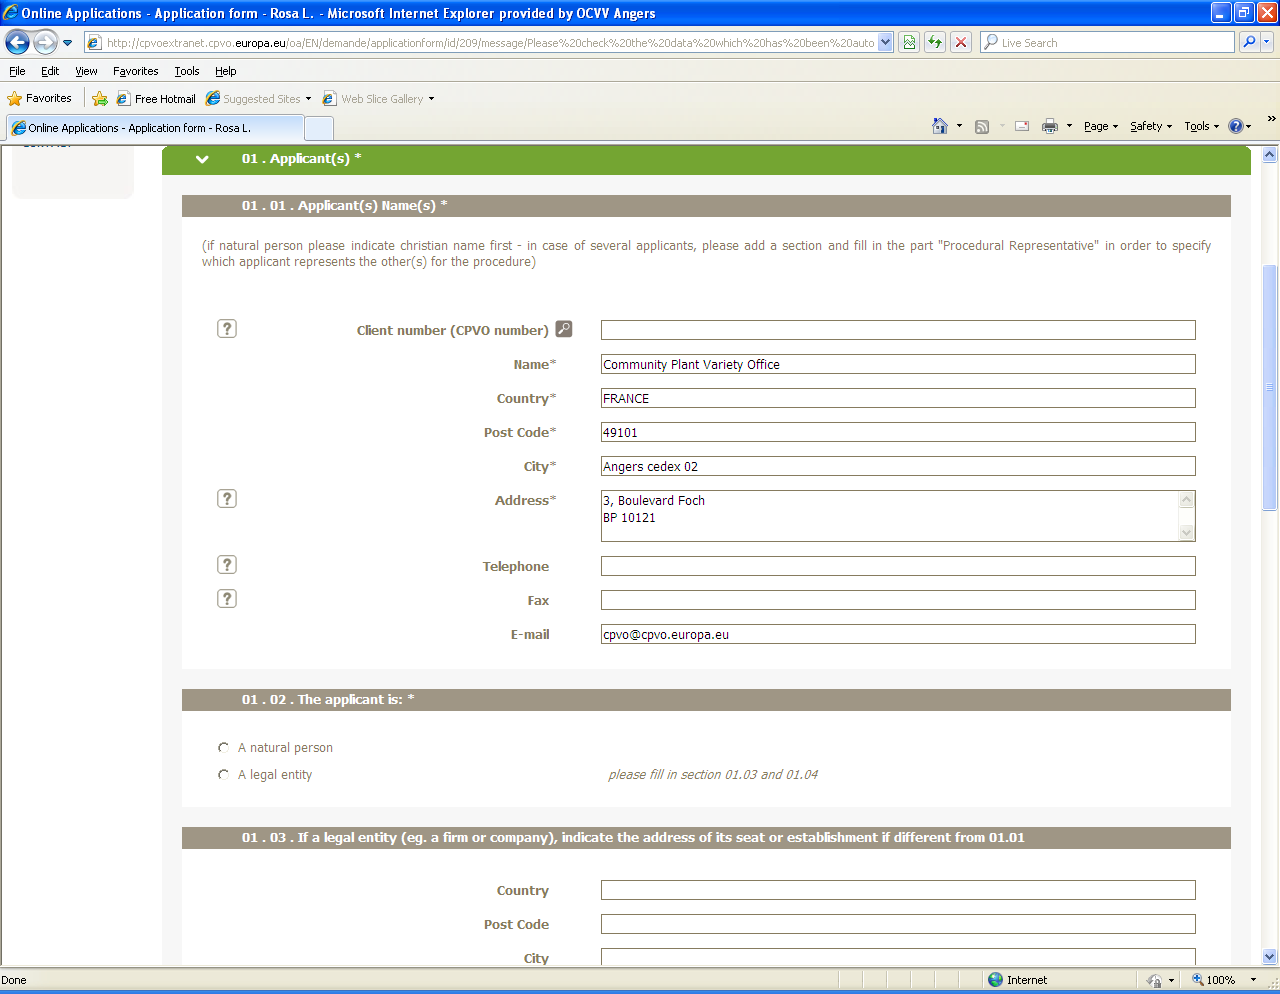 Online Applications - Application form - Rosa L. - Microsoft Internet Explorer provided by OCVV Angers
http://cpvoextranet.cpvo.europa.eu/oa/EN/demande/applicationform/id/209/message/Please%20check%20the%20data%20which%20has%20been%20auto
Live Search
File Edit View Favorites Tools Help
Favorites Free Hotmail Suggested Sites Web Slice Gallery
Online Applications - Application form - Rosa L.
Page Safety Tools »
01 . Applicant(s) *
01 . 01 . Applicant(s) Name(s) *
(if natural person please indicate christian name first - in case of several applicants, please add a section and fill in the part "Procedural Representative" in order to specify
which applicant represents the other(s) for the procedure)
? Client number (CPVO number)
Name* Community Plant Variety Office
Country* FRANCE
Post Code* 49101
City* Angers cedex 02
? Address* 3, Boulevard Foch
BP 10121
? Telephone
? Fax
E-mail cpvo@cpvo.europa.eu
01 . 02 . The applicant is: *
A natural person
A legal entity please fill in section 01.03 and 01.04
01 . 03 . If a legal entity (eg. a firm or company), indicate the address of its seat or establishment if different from 01.01
Country
Post Code
City
Done Internet 100%